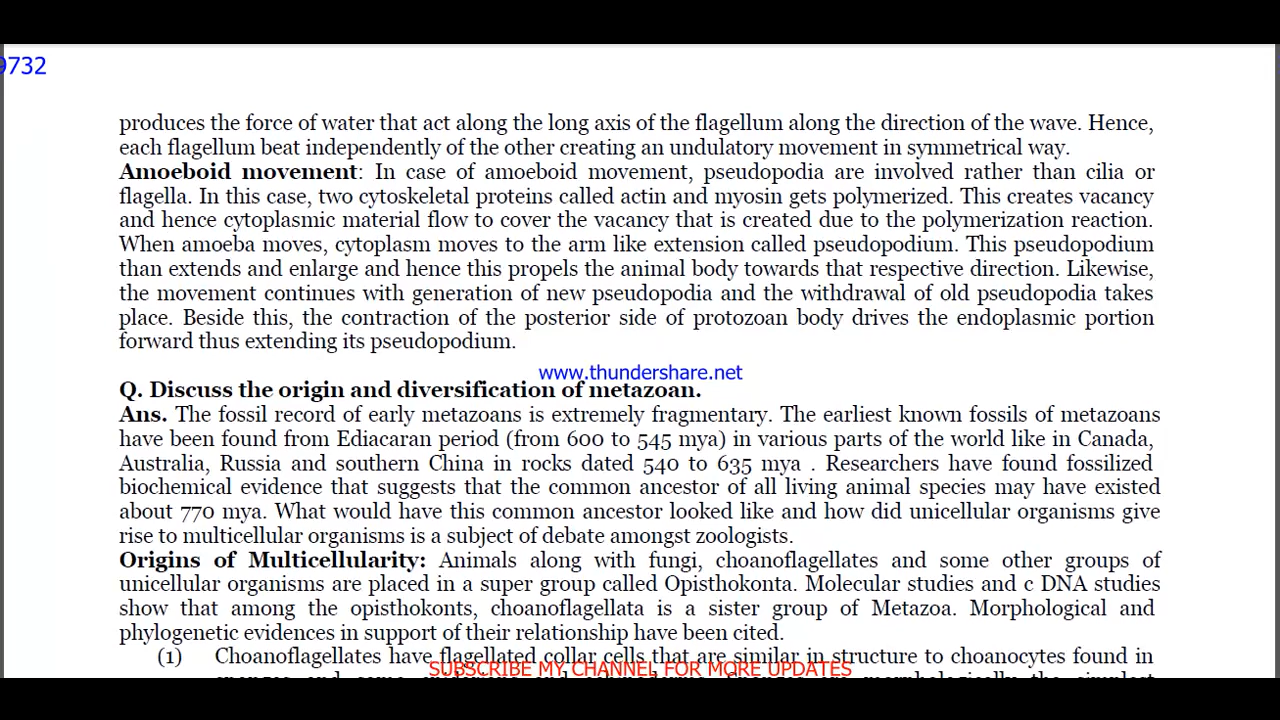 9732
produces the force of water that act along the long axis of the flagellum along the direction of the wave. Hence,
each flagellum beat independently of the other creating an undulatory movement in symmetrical way.
Amoeboid movement: In case of amoeboid movement, pseudopodia are involved rather than cilia or
flagella. In this case, two cytoskeletal proteins called actin and myosin gets polymerized. This creates vacancy
and hence cytoplasmic material flow to cover the vacancy that is created due to the polymerization reaction.
When amoeba moves, cytoplasm moves to the arm like extension called pseudopodium. This pseudopodium
than extends and enlarge and hence this propels the animal body towards that respective direction. Likewise,
the movement continues with generation of new pseudopodia and the withdrawal of old pseudopodia takes
place. Beside this, the contraction of the posterior side of protozoan body drives the endoplasmic portion
forward thus extending its pseudopodium.
www.thundershare.net
Q. Discuss the origin and diversification of metazoan.
Ans. The fossil record of early metazoans is extremely fragmentary. The earliest known fossils of metazoans
have been found from Ediacaran period (from 600 to 545 mya) in various parts of the world like in Canada,
Australia, Russia and southern China in rocks dated 540 to 635 mya . Researchers have found fossilized
biochemical evidence that suggests that the common ancestor of all living animal species may have existed
about 770 mya. What would have this common ancestor looked like and how did unicellular organisms give
rise to multicellular organisms is a subject of debate amongst zoologists.
Origins of Multicellularity: Animals along with fungi, choanoflagellates and some other groups of
unicellular organisms are placed in a super group called Opisthokonta. Molecular studies and c DNA studies
show that among the opisthokonts, choanoflagellata is a sister group of Metazoa. Morphological and
phylogenetic evidences in support of their relationship have been cited.
(1) Choanoflagellates have flagellated collar cells that are similar in structure to choanocytes found in
SUBSCRIBE MY CHANNEL FOR MORE UPDATES